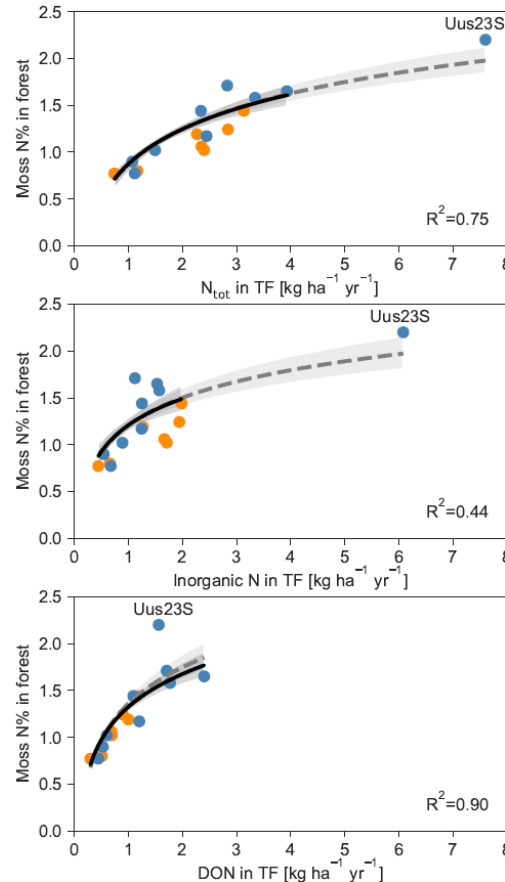 Uus23S
2.5
2.0
1.5
1.0
0.5
0.0
Moss N% in forest
R²=0.75
0 1 2 3 4 5 6 7 8
N_tot in TF [kg ha⁻¹ yr⁻¹]
Uus23S
2.5
2.0
1.5
1.0
0.5
0.0
Moss N% in forest
R²=0.44
0 1 2 3 4 5 6 7 8
Inorganic N in TF [kg ha⁻¹ yr⁻¹]
Uus23S
2.5
2.0
1.5
1.0
0.5
0.0
Moss N% in forest
R²=0.90
0 1 2 3 4 5 6 7 8
DON in TF [kg ha⁻¹ yr⁻¹]